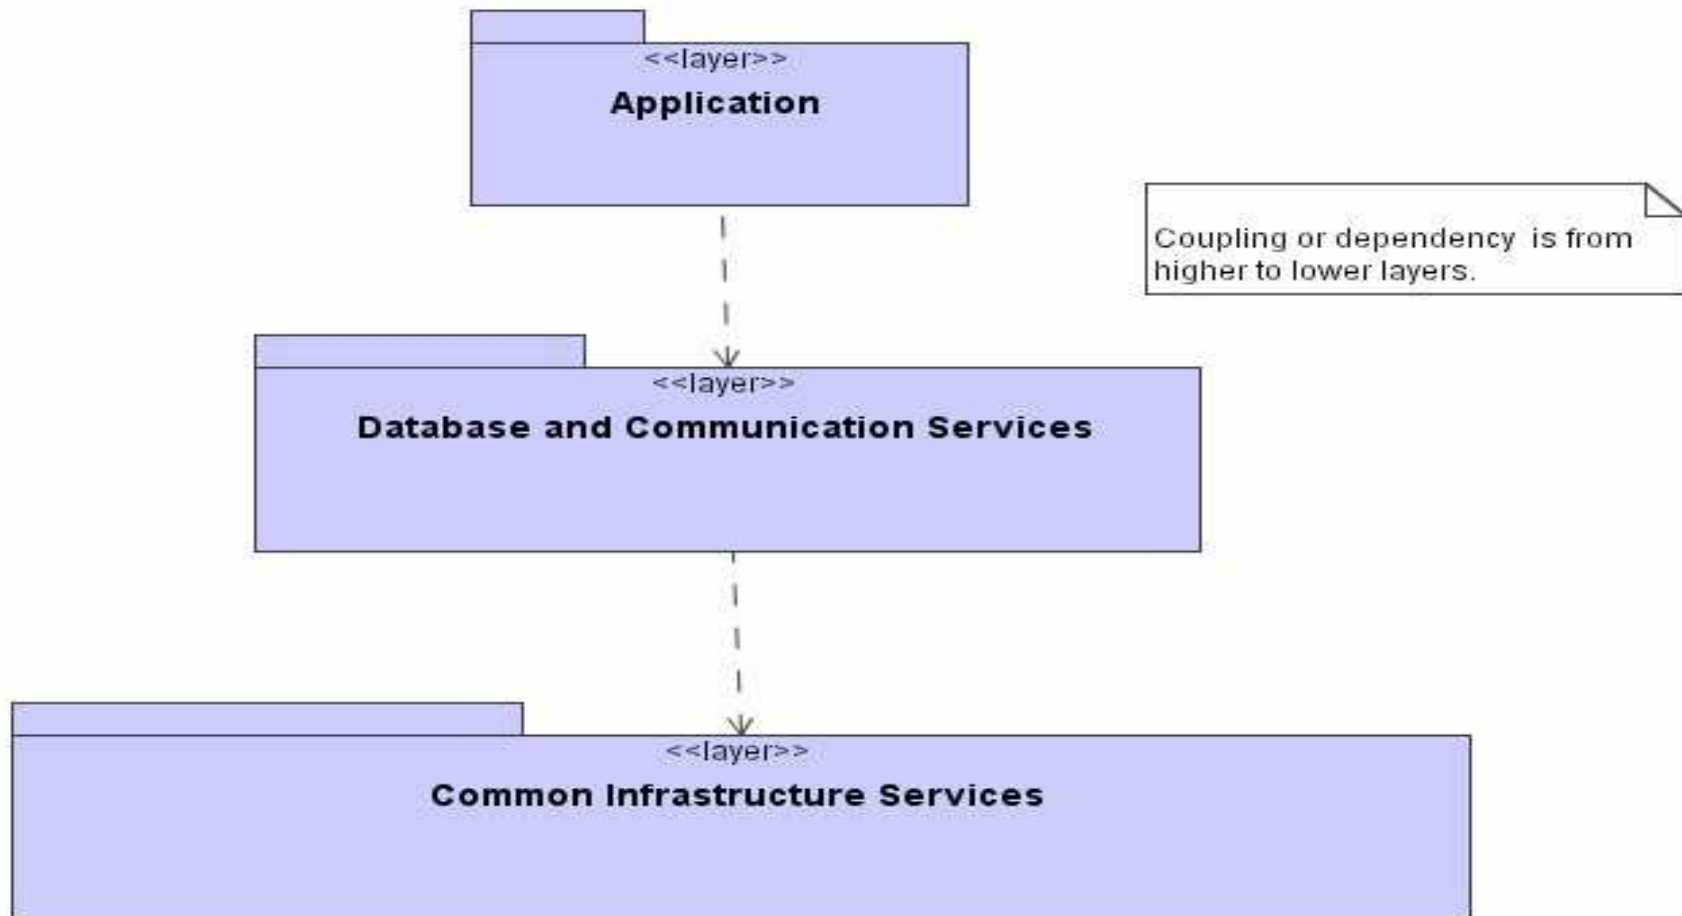 <<layer>>
Application
Coupling or dependency is from
higher to lower layers.
<<layer>>
Database and Communication Services
<<layer>>
Common Infrastructure Services